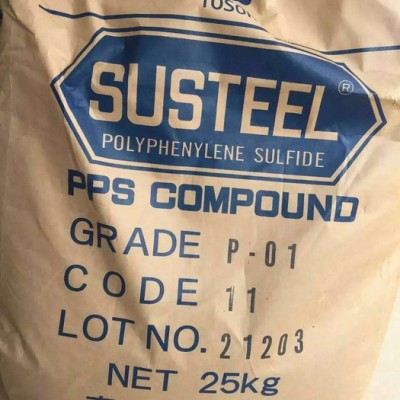 SUSTEEL ®
POLYPHENYLENE SULFIDE
PPS COMPOUND
GRADE P-01
CODE 11
LOT NO. 21203
NET 25kg